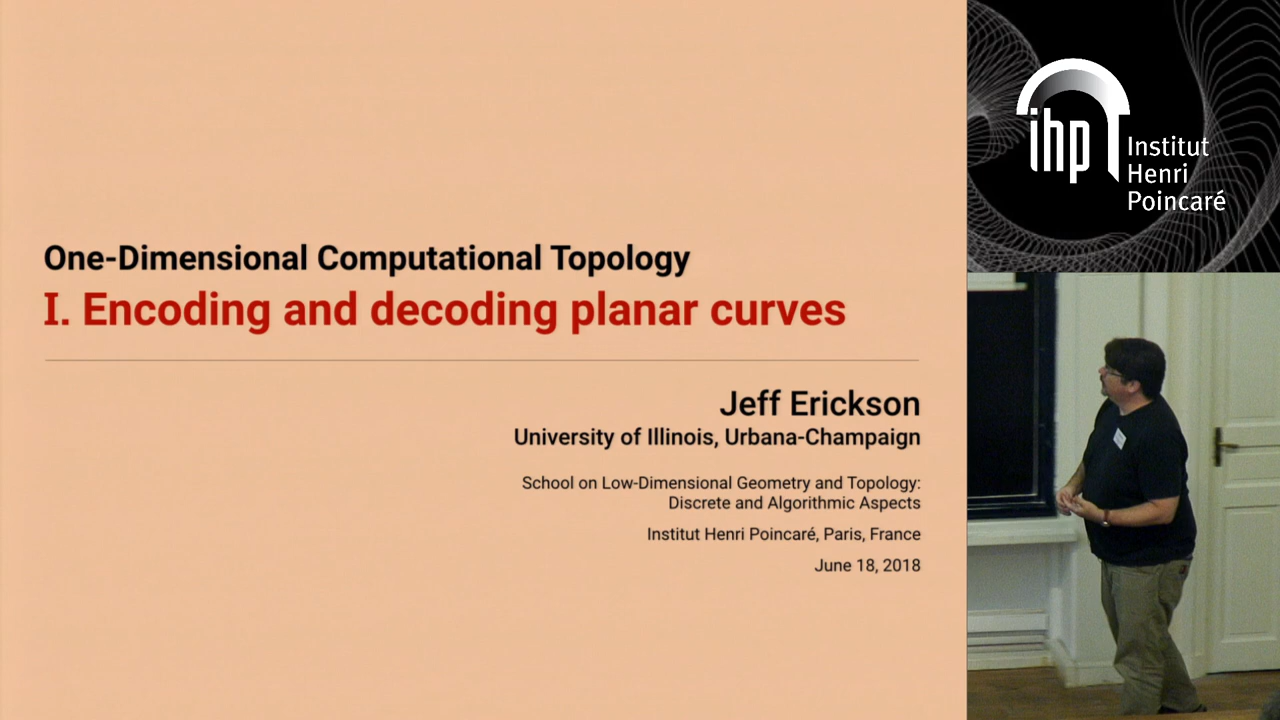 One-Dimensional Computational Topology
I. Encoding and decoding planar curves
Jeff Erickson
University of Illinois, Urbana-Champaign
School on Low-Dimensional Geometry and Topology:
Discrete and Algorithmic Aspects
Institut Henri Poincaré, Paris, France
June 18, 2018
ihp
Institut
Henri
Poincaré